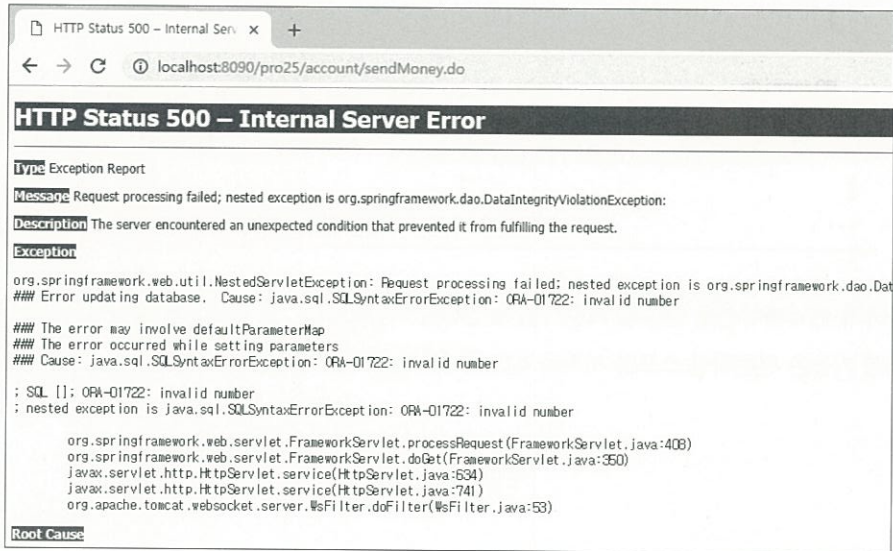 HTTP Status 500 – Internal Serv
localhost:8090/pro25/account/sendMoney.do
HTTP Status 500 – Internal Server Error
Type Exception Report
Message Request processing failed; nested exception is org.springframework.dao.DataIntegrityViolationException:
Description The server encountered an unexpected condition that prevented it from fulfilling the request.
Exception
org.springframework.web.util.NestedServletException: Request processing failed; nested exception is org.springframework.dao.Dat
### Error updating database. Cause: java.sql.SQLSyntaxErrorException: ORA-01722: invalid number
### The error may involve defaultParameterMap
### The error occurred while setting parameters
### Cause: java.sql.SQLSyntaxErrorException: ORA-01722: invalid number
; SQL []; ORA-01722: invalid number
; nested exception is java.sql.SQLSyntaxErrorException: ORA-01722: invalid number
org.springframework.web.servlet.FrameworkServlet.processRequest(FrameworkServlet.java:408)
org.springframework.web.servlet.FrameworkServlet.doGet(FrameworkServlet.java:350)
javax.servlet.http.HttpServlet.service(HttpServlet.java:634)
javax.servlet.http.HttpServlet.service(HttpServlet.java:741)
org.apache.tomcat.websocket.server.WsFilter.doFilter(WsFilter.java:53)
Root Cause